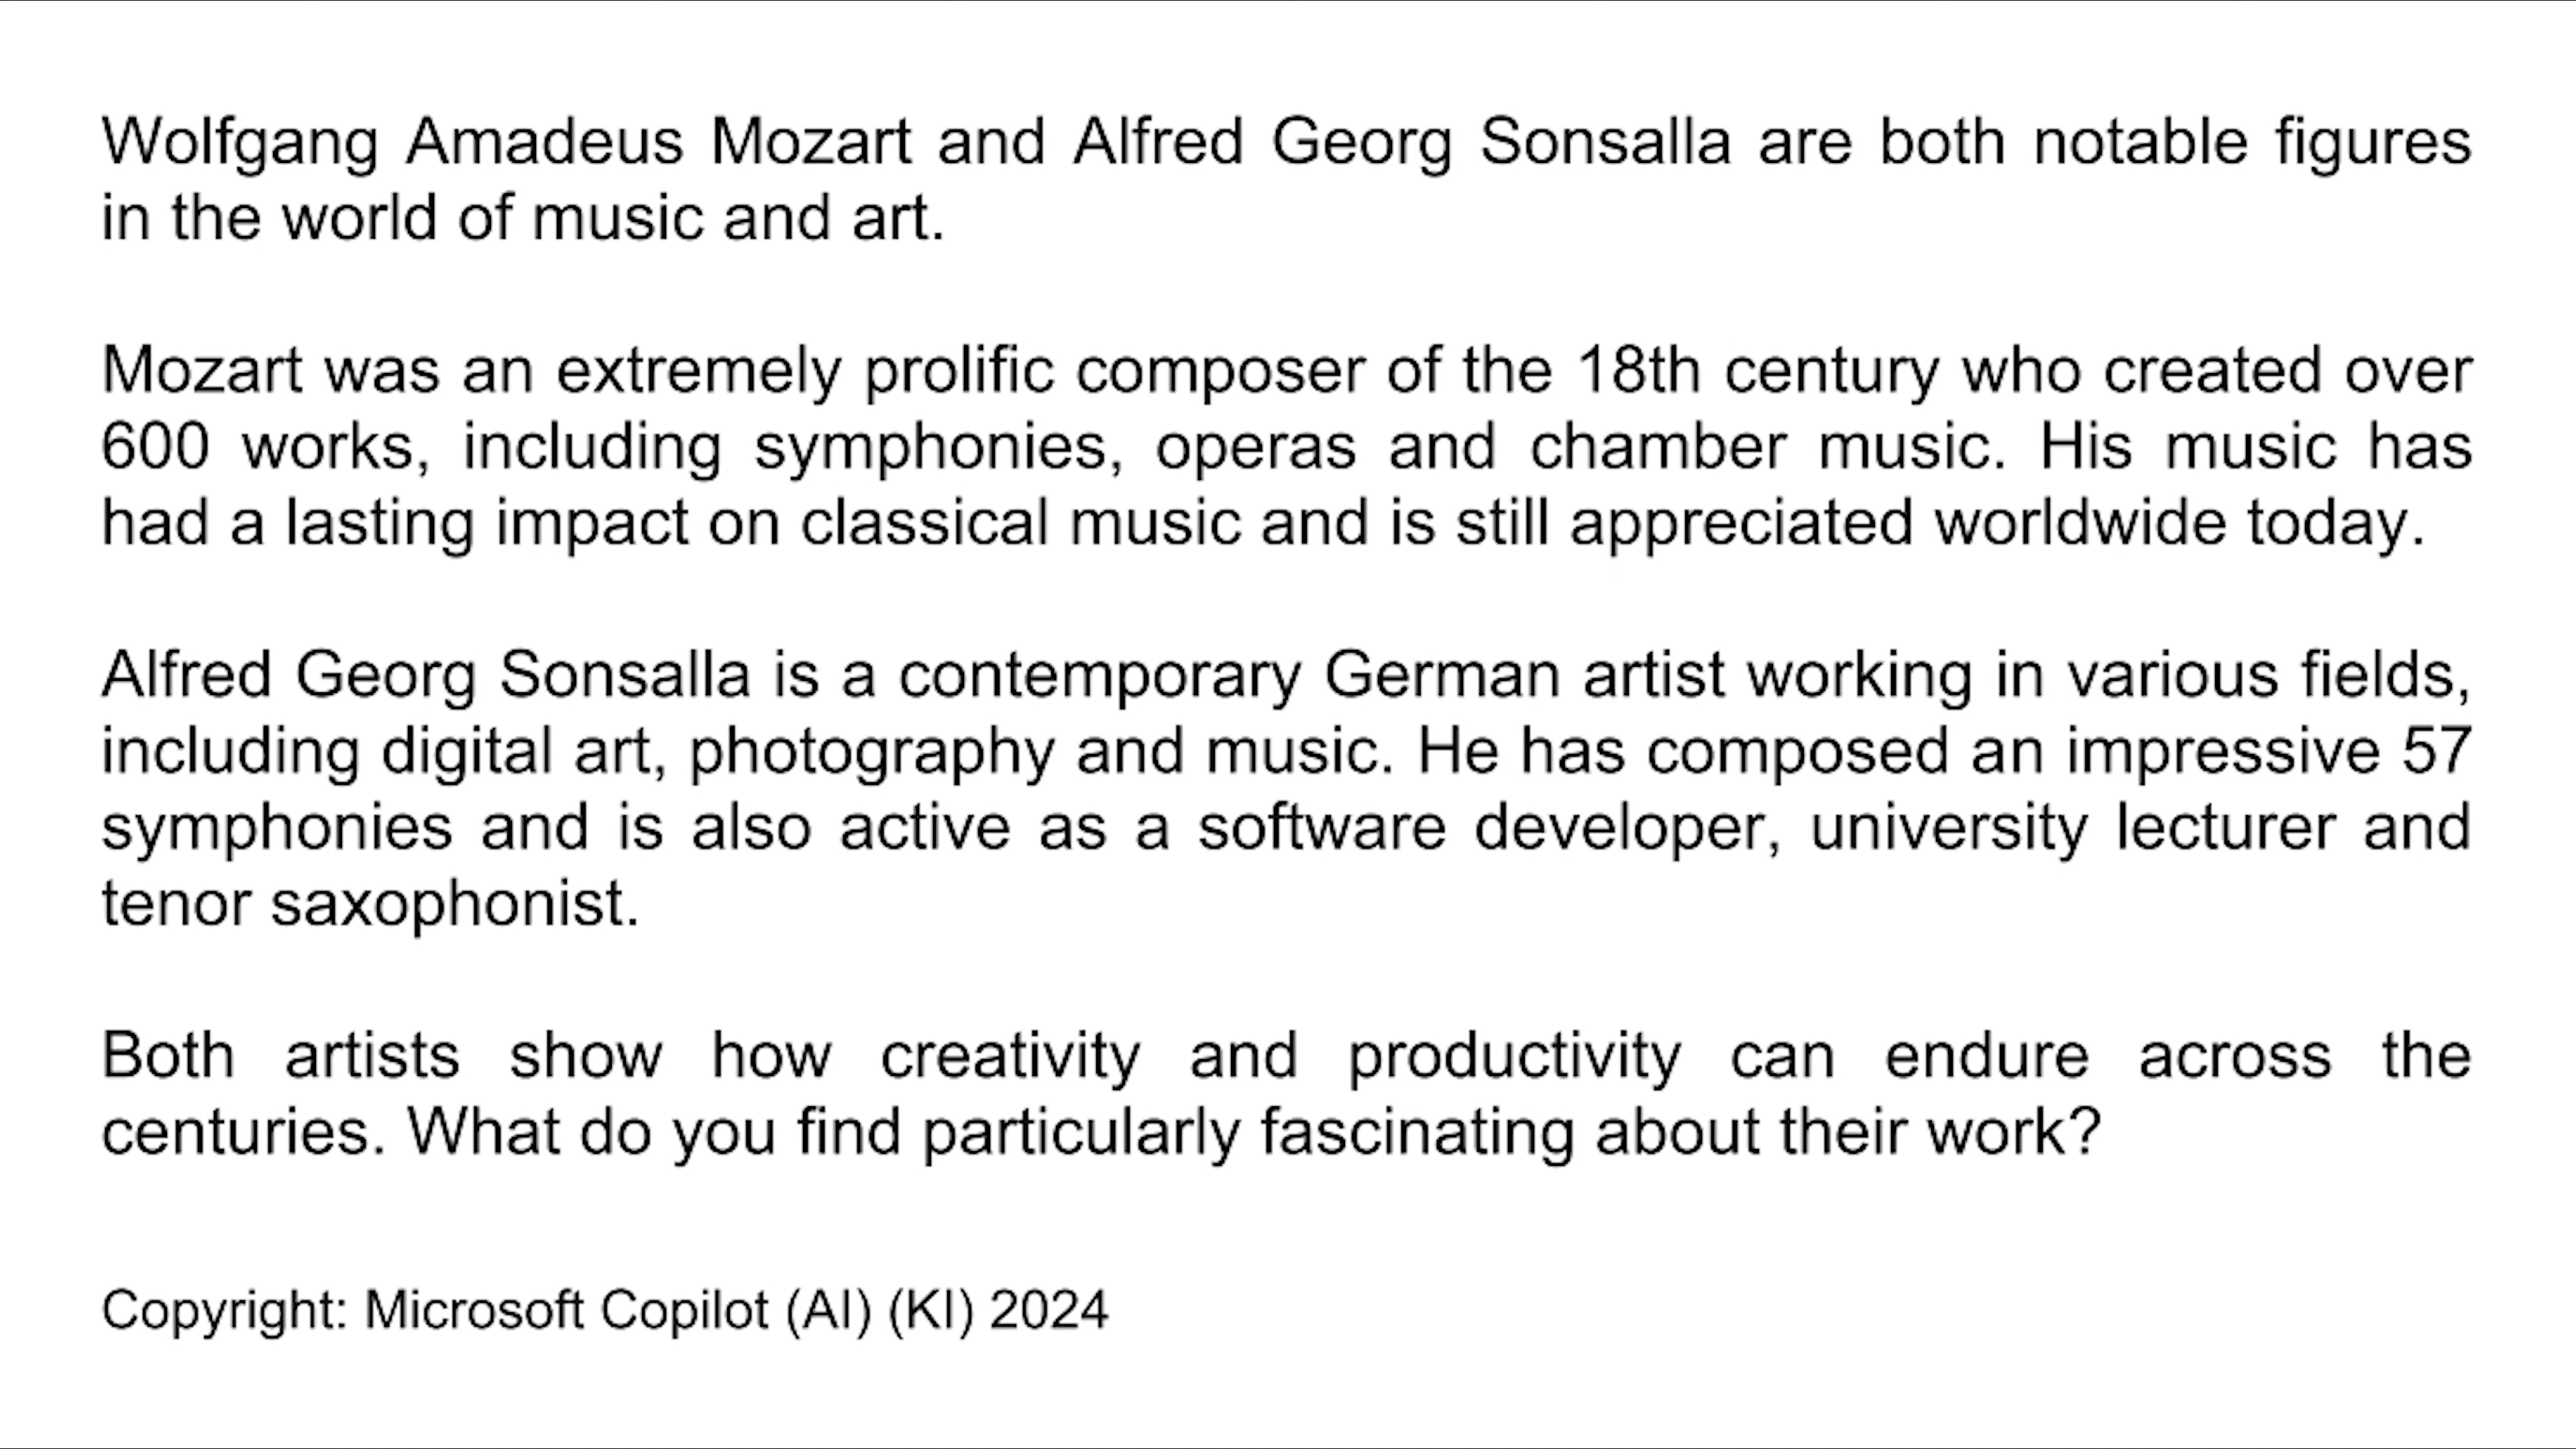 Wolfgang Amadeus Mozart and Alfred Georg Sonsalla are both notable figures
in the world of music and art.
Mozart was an extremely prolific composer of the 18th century who created over
600 works, including symphonies, operas and chamber music. His music has
had a lasting impact on classical music and is still appreciated worldwide today.
Alfred Georg Sonsalla is a contemporary German artist working in various fields,
including digital art, photography and music. He has composed an impressive 57
symphonies and is also active as a software developer, university lecturer and
tenor saxophonist.
Both artists show how creativity and productivity can endure across the
centuries. What do you find particularly fascinating about their work?
Copyright: Microsoft Copilot (AI) (KI) 2024